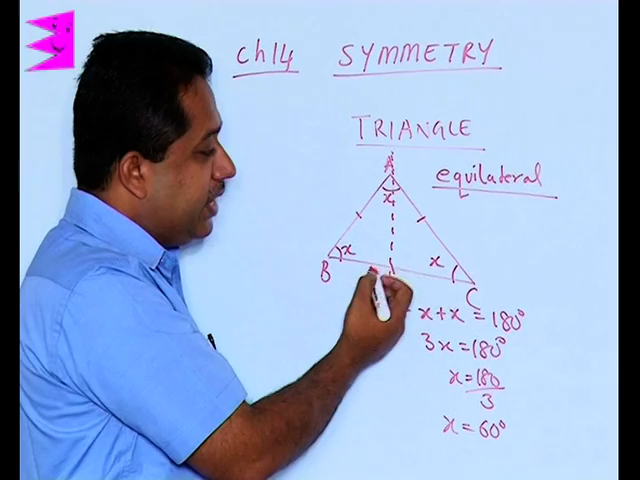 Ch14 SYMMETRY
TRIANGLE
equilateral
A
x
x
x
B
C
x+x = 180°
3x = 180°
x = 180
3
x = 60°